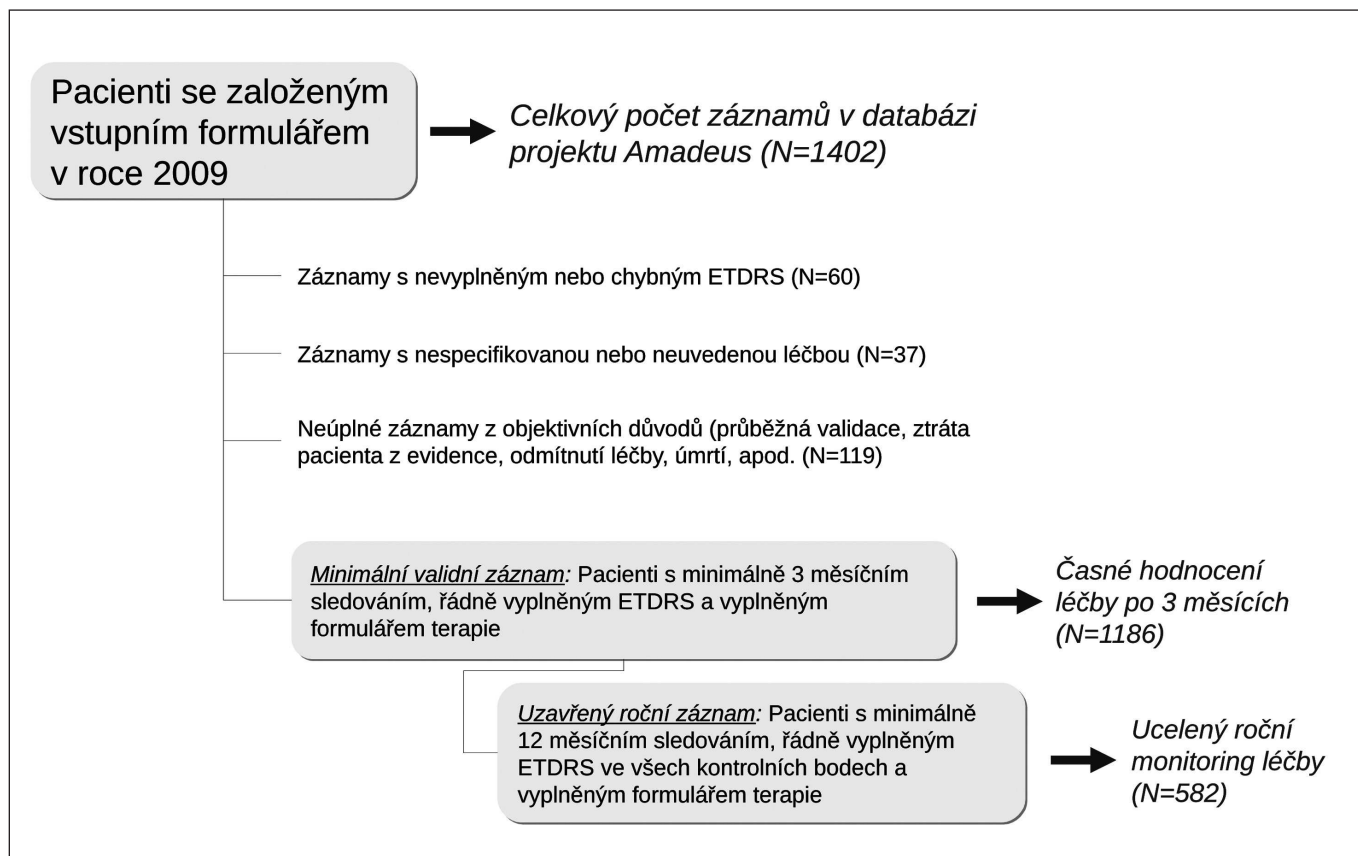 Pacienti se založeným
vstupním formulářem
v roce 2009
Celkový počet záznamů v databázi
projektu Amadeus (N=1402)
Záznamy s nevyplněným nebo chybným ETDRS (N=60)
Záznamy s nespecifikovanou nebo neuvedenou léčbou (N=37)
Neúplné záznamy z objektivních důvodů (průběžná validace, ztráta
pacienta z evidence, odmítnutí léčby, úmrtí, apod. (N=119)
Minimální validní záznam: Pacienti s minimálně 3 měsíčním
sledováním, řádně vyplněným ETDRS a vyplněným
formulářem terapie
Časné hodnocení
léčby po 3 měsících
(N=1186)
Uzavřený roční záznam: Pacienti s minimálně
12 měsíčním sledováním, řádně vyplněným
ETDRS ve všech kontrolních bodech a
vyplněným formulářem terapie
Ucelený roční
monitoring léčby
(N=582)